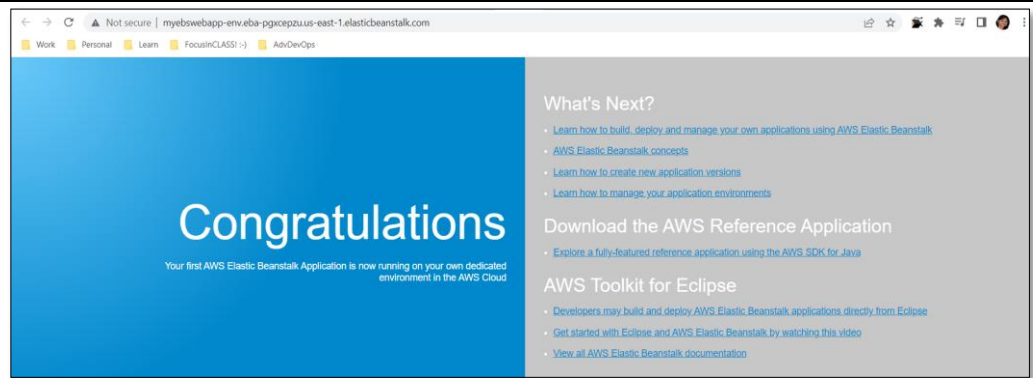 Not secure | myebswebapp-env.eba-pgxcepzu.us-east-1.elasticbeanstalk.com
Work Personal Learn FocusInCLASS! :-) AdvDevOps
Congratulations
Your first AWS Elastic Beanstalk Application is now running on your own dedicated
environment in the AWS Cloud
What's Next?
Learn how to build, deploy and manage your own applications using AWS Elastic Beanstalk
AWS Elastic Beanstalk concepts
Learn how to create new application versions
Learn how to manage your application environments
Download the AWS Reference Application
Explore a fully-featured reference application using the AWS SDK for Java
AWS Toolkit for Eclipse
Developers may build and deploy AWS Elastic Beanstalk applications directly from Eclipse
Get started with Eclipse and AWS Elastic Beanstalk by watching this video
View all AWS Elastic Beanstalk documentation